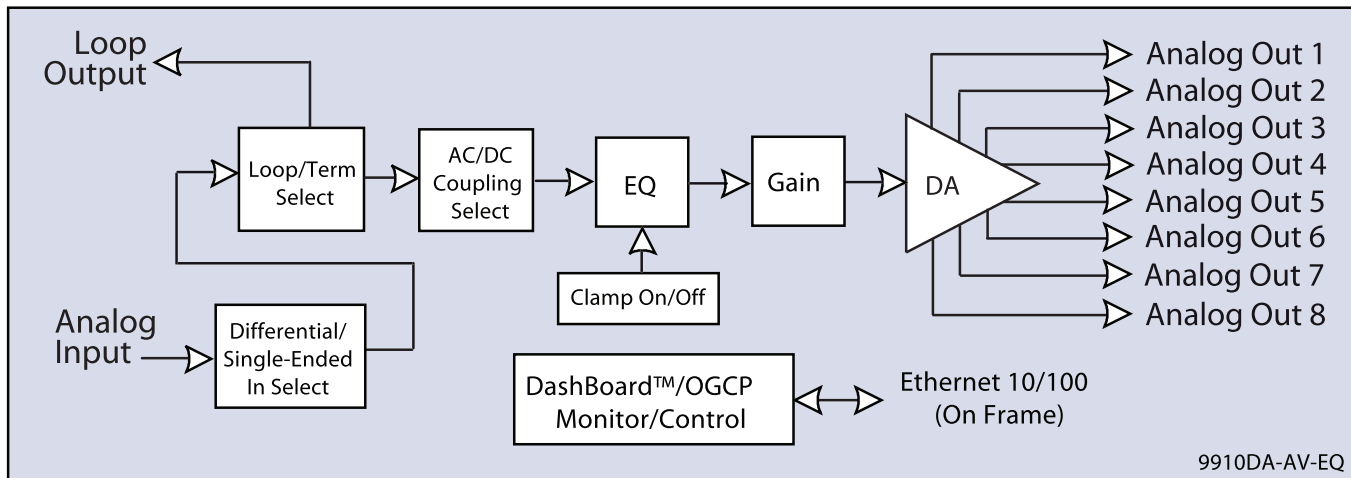 Loop
Output
Loop/Term
Select
AC/DC
Coupling
Select
EQ
Gain
DA
Clamp On/Off
Analog
Input
Differential/
Single-Ended
In Select
DashBoard™/OGCP
Monitor/Control
Ethernet 10/100
(On Frame)
Analog Out 1
Analog Out 2
Analog Out 3
Analog Out 4
Analog Out 5
Analog Out 6
Analog Out 7
Analog Out 8
9910DA-AV-EQ